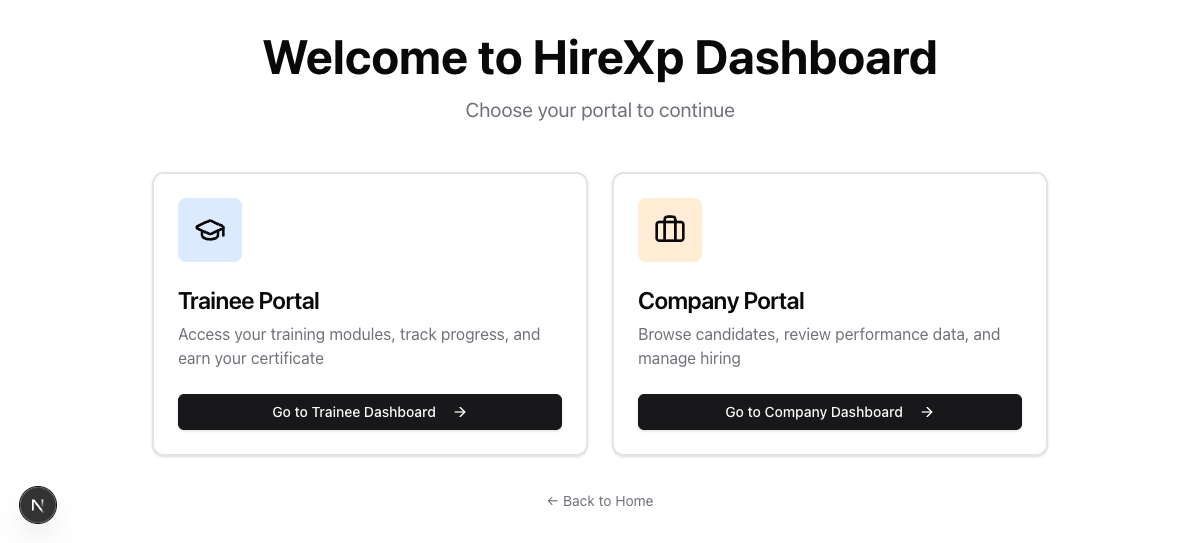 Welcome to HireXp Dashboard
Choose your portal to continue
Trainee Portal
Access your training modules, track progress, and
earn your certificate
Go to Trainee Dashboard →
Company Portal
Browse candidates, review performance data, and
manage hiring
Go to Company Dashboard →
← Back to Home
N